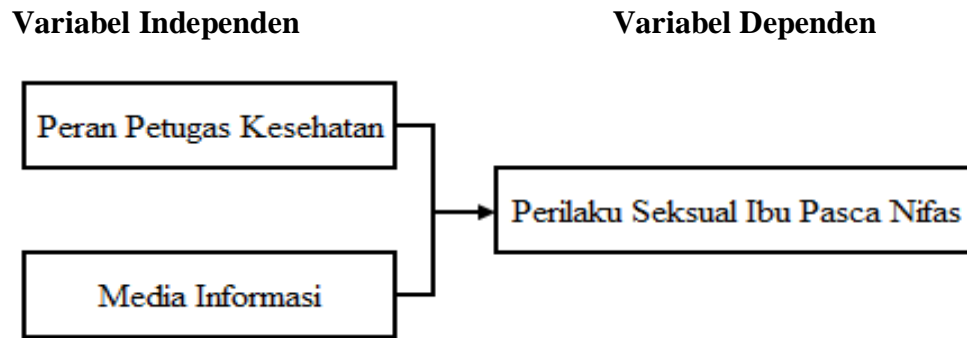 Variabel Independen
Variabel Dependen
Peran Petugas Kesehatan
Perilaku Seksual Ibu Pasca Nifas
Media Informasi